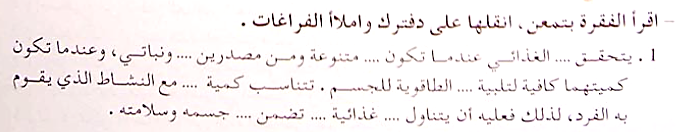 - اقرأ الفقرة بتمعن ، انقلها على دفترك واملاأ الفراغات .
1 . يتحقق .... الغذائي عندما تكون .... متنوعة ومن مصدرين .... ونباتي، وعندما تكون
كميتهما كافية لتلبية .... الطاقوية للجسم . تتناسب كمية .... مع النشاط الذي يقوم
به الفرد، لذلك فعليه أن يتناول .... غذائية .... تضمن .... جسمه وسلامته .